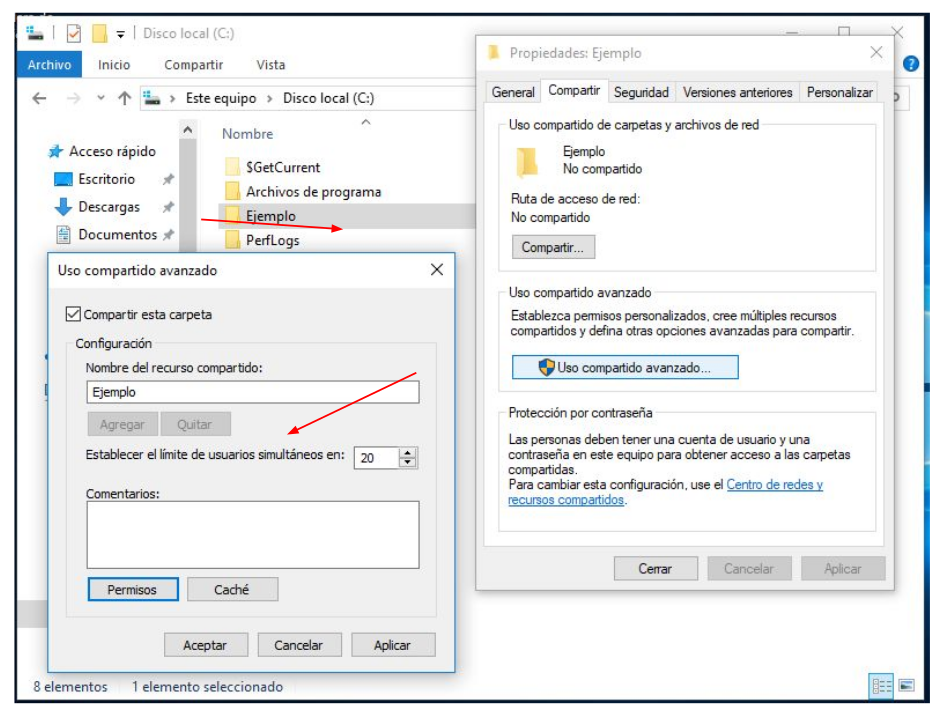 Disco local (C:)
Archivo Inicio Compartir Vista
Este equipo > Disco local (C:)
Nombre
Acceso rápido
Escritorio
Descargas
Documentos
$GetCurrent
Archivos de programa
Ejemplo
PerfLogs
Uso compartido avanzado
Compartir esta carpeta
Configuración
Nombre del recurso compartido:
Ejemplo
Agregar Quitar
Establecer el límite de usuarios simultáneos en: 20
Comentarios:
Permisos Caché
Aceptar Cancelar Aplicar
8 elementos 1 elemento seleccionado
Propiedades: Ejemplo
General Compartir Seguridad Versiones anteriores Personalizar
Uso compartido de carpetas y archivos de red
Ejemplo
No compartido
Ruta de acceso de red:
No compartido
Compartir...
Uso compartido avanzado
Establezca permisos personalizados, cree múltiples recursos
compartidos y defina otras opciones avanzadas para compartir.
Uso compartido avanzado...
Protección por contraseña
Las personas deben tener una cuenta de usuario y una
contraseña en este equipo para obtener acceso a las carpetas
compartidas.
Para cambiar esta configuración, use el Centro de redes y
recursos compartidos.
Cerrar Cancelar Aplicar